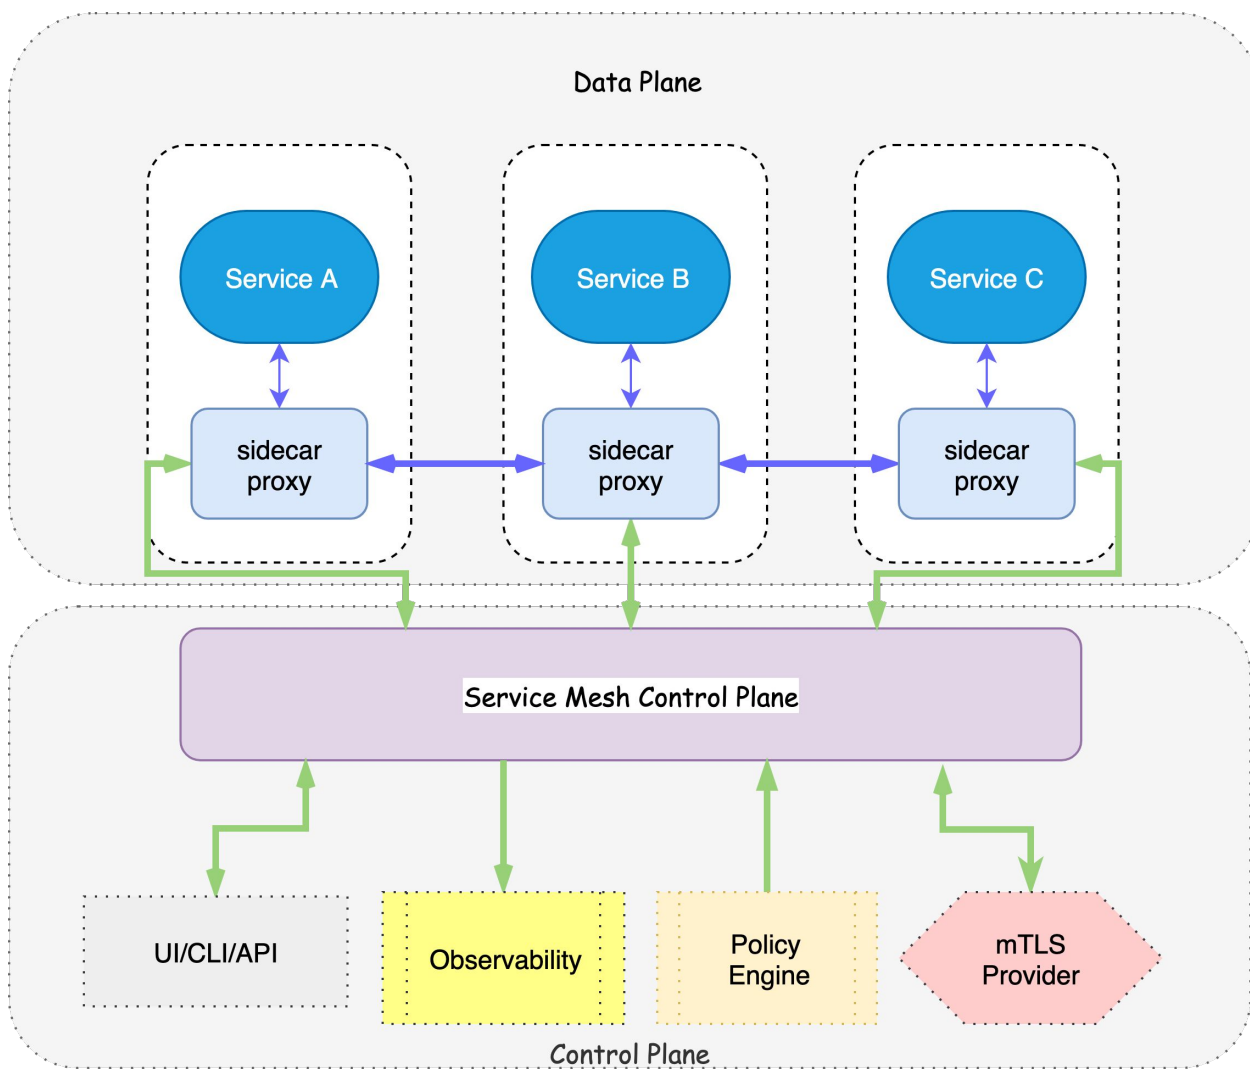 Data Plane
Service A
Service B
Service C
sidecar
proxy
sidecar
proxy
sidecar
proxy
Service Mesh Control Plane
UI/CLI/API
Observability
Policy
Engine
mTLS
Provider
Control Plane